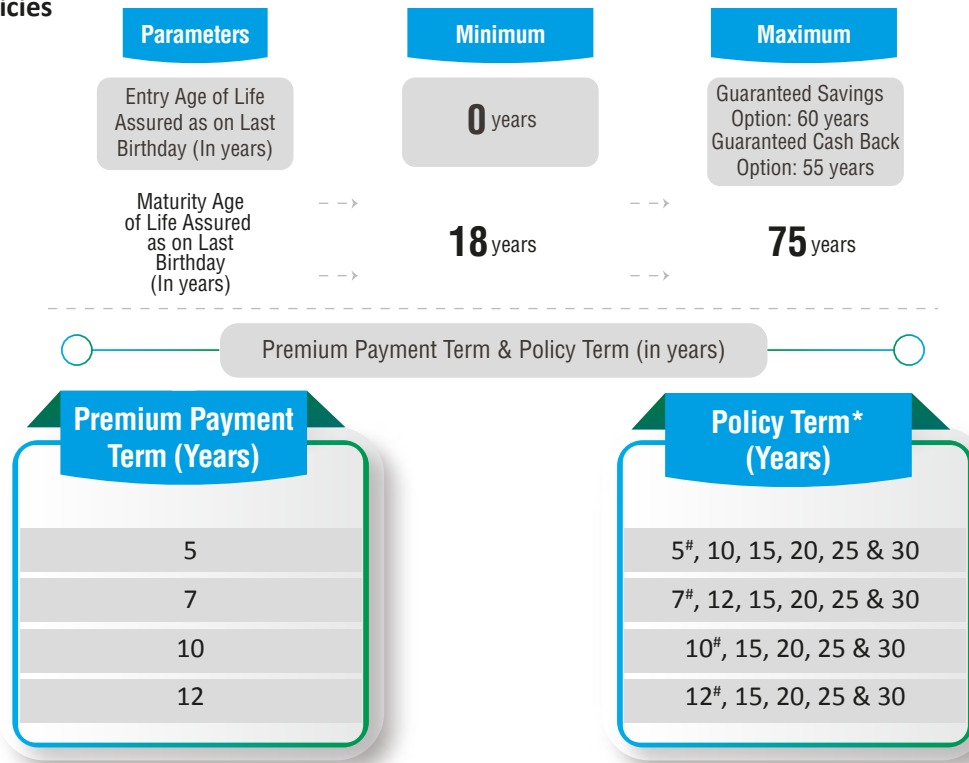 icies
Parameters
Minimum
Maximum
Entry Age of Life
Assured as on Last
Birthday (In years)
0 years
Guaranteed Savings
Option: 60 years
Guaranteed Cash Back
Option: 55 years
Maturity Age
of Life Assured
as on Last
Birthday
(In years)
18 years
75 years
Premium Payment Term & Policy Term (in years)
Premium Payment
Term (Years)
Policy Term*
(Years)
5
5#, 10, 15, 20, 25 & 30
7
7#, 12, 15, 20, 25 & 30
10
10#, 15, 20, 25 & 30
12
12#, 15, 20, 25 & 30